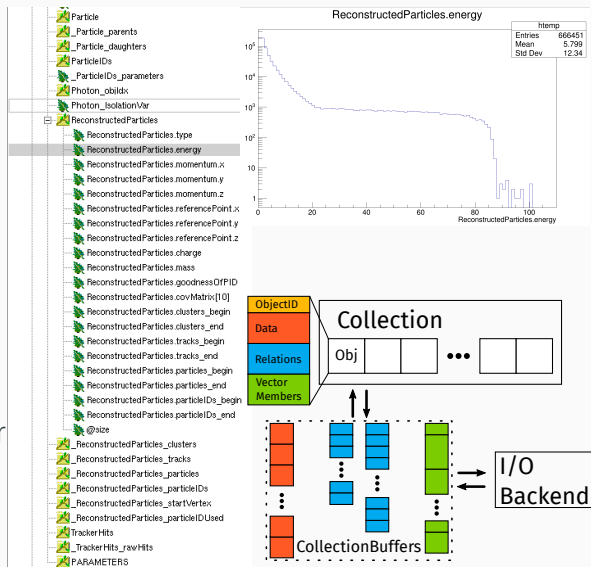 Particle
_Particle_parents
_Particle_daughters
ParticleIDs
_ParticleIDs_parameters
Photon_objIdx
Photon_IsolationVar
ReconstructedParticles
ReconstructedParticles.type
ReconstructedParticles.energy
ReconstructedParticles.momentum.x
ReconstructedParticles.momentum.y
ReconstructedParticles.momentum.z
ReconstructedParticles.referencePoint.x
ReconstructedParticles.referencePoint.y
ReconstructedParticles.referencePoint.z
ReconstructedParticles.charge
ReconstructedParticles.mass
ReconstructedParticles.goodnessOfPID
ReconstructedParticles.covMatrix[10]
ReconstructedParticles.clusters_begin
ReconstructedParticles.clusters_end
ReconstructedParticles.tracks_begin
ReconstructedParticles.tracks_end
ReconstructedParticles.particles_begin
ReconstructedParticles.particles_end
ReconstructedParticles.particleIDs_begin
ReconstructedParticles.particleIDs_end
@size
_ReconstructedParticles_clusters
_ReconstructedParticles_tracks
_ReconstructedParticles_particles
_ReconstructedParticles_particleIDs
_ReconstructedParticles_startVertex
_ReconstructedParticles_particleIDUsed
TrackerHits
_TrackerHits_rawHits
PARAMETERS
r
ReconstructedParticles.energy
htemp
Entries 666451
Mean 5.799
Std Dev 12.34
10⁵
10⁴
10³
10²
10
1
0 20 40 60 80 100
ReconstructedParticles.energy
ObjectID
Data
Relations
Vector
Members
Collection
Obj
CollectionBuffers
I/O
Backend